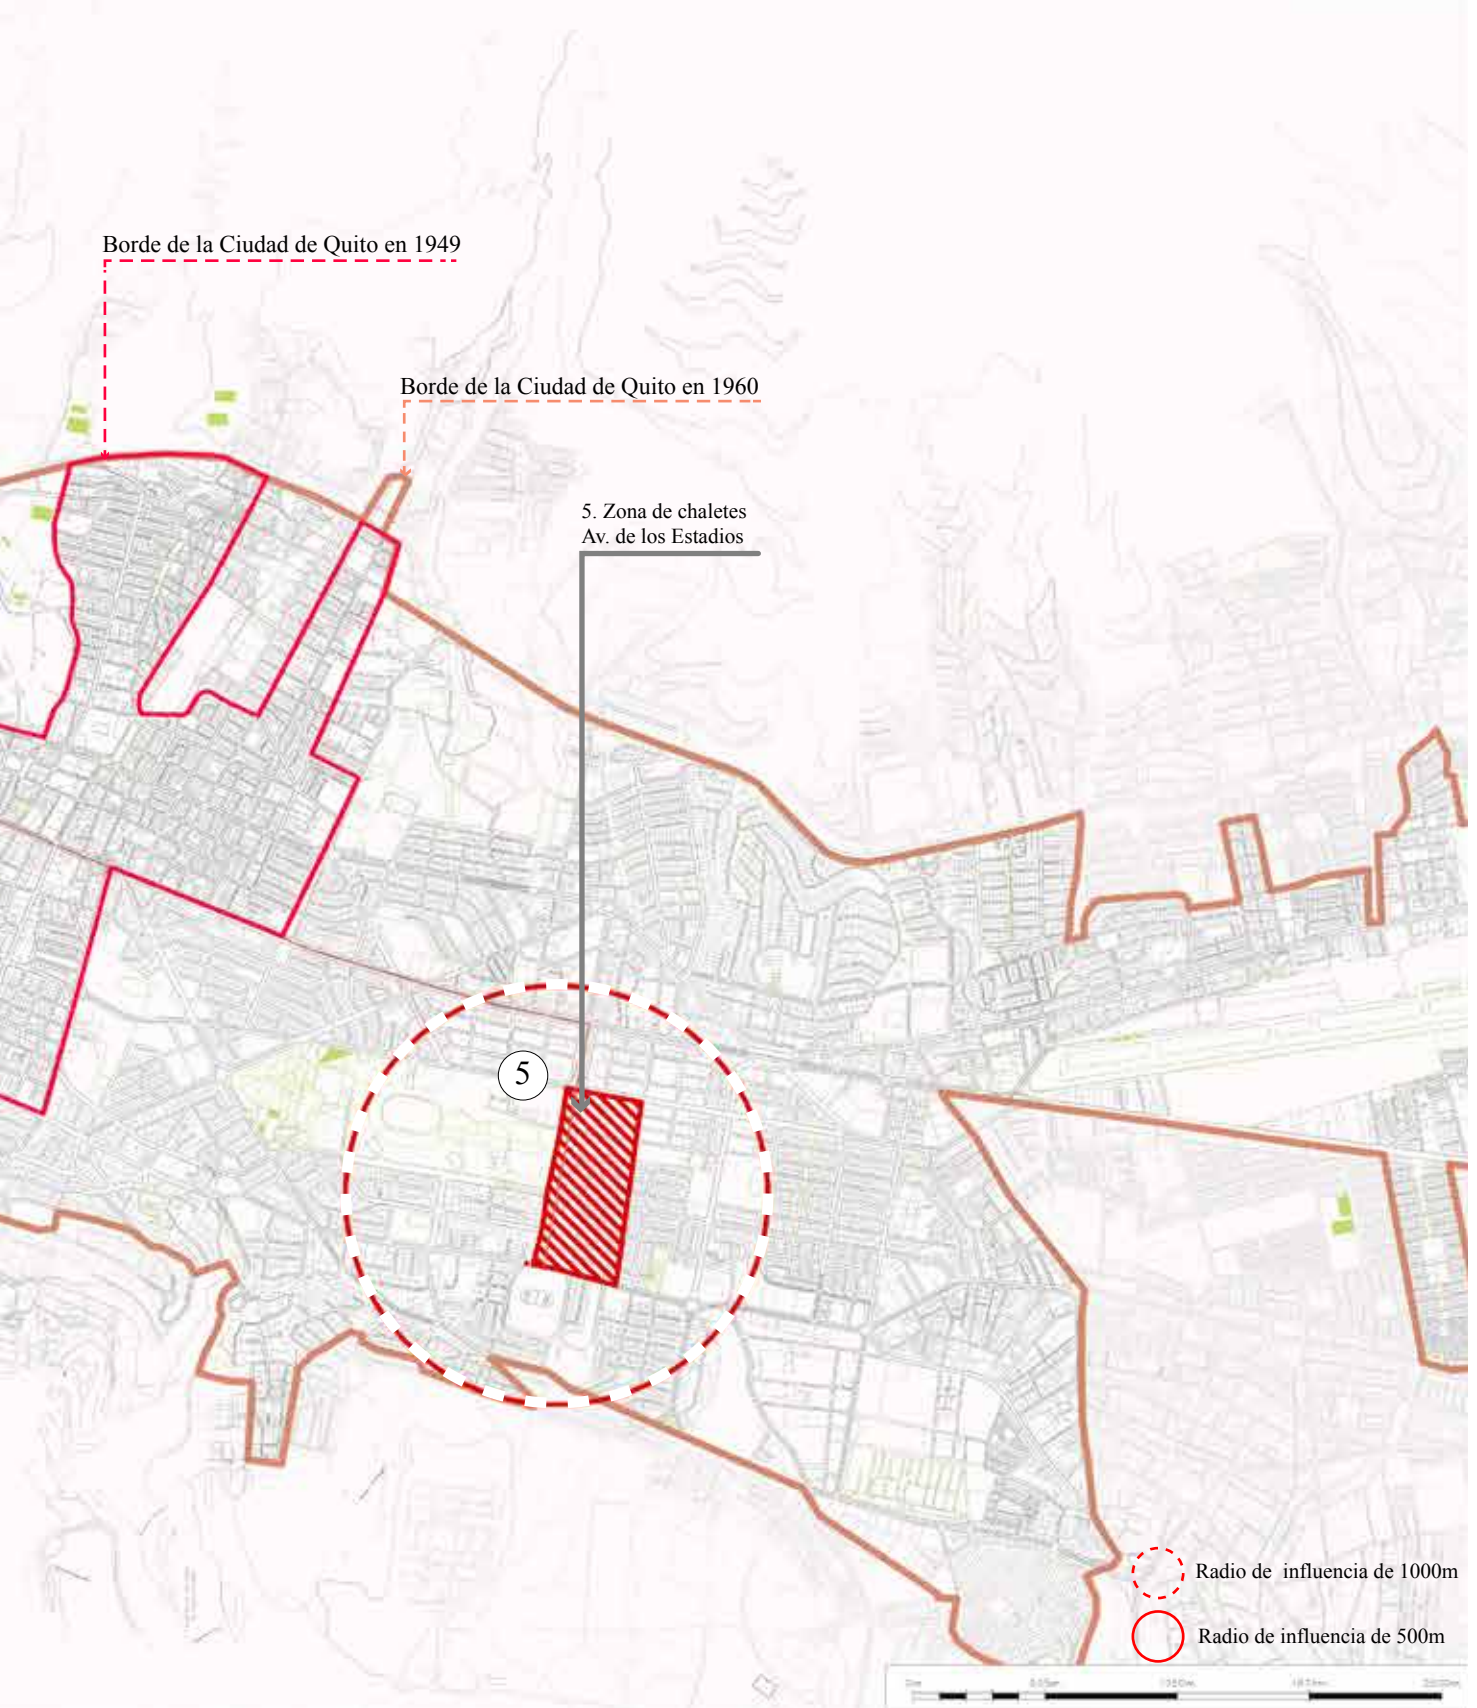 Borde de la Ciudad de Quito en 1949
Borde de la Ciudad de Quito en 1960
5. Zona de chaletes
Av. de los Estadios
5
Radio de influencia de 1000m
Radio de influencia de 500m